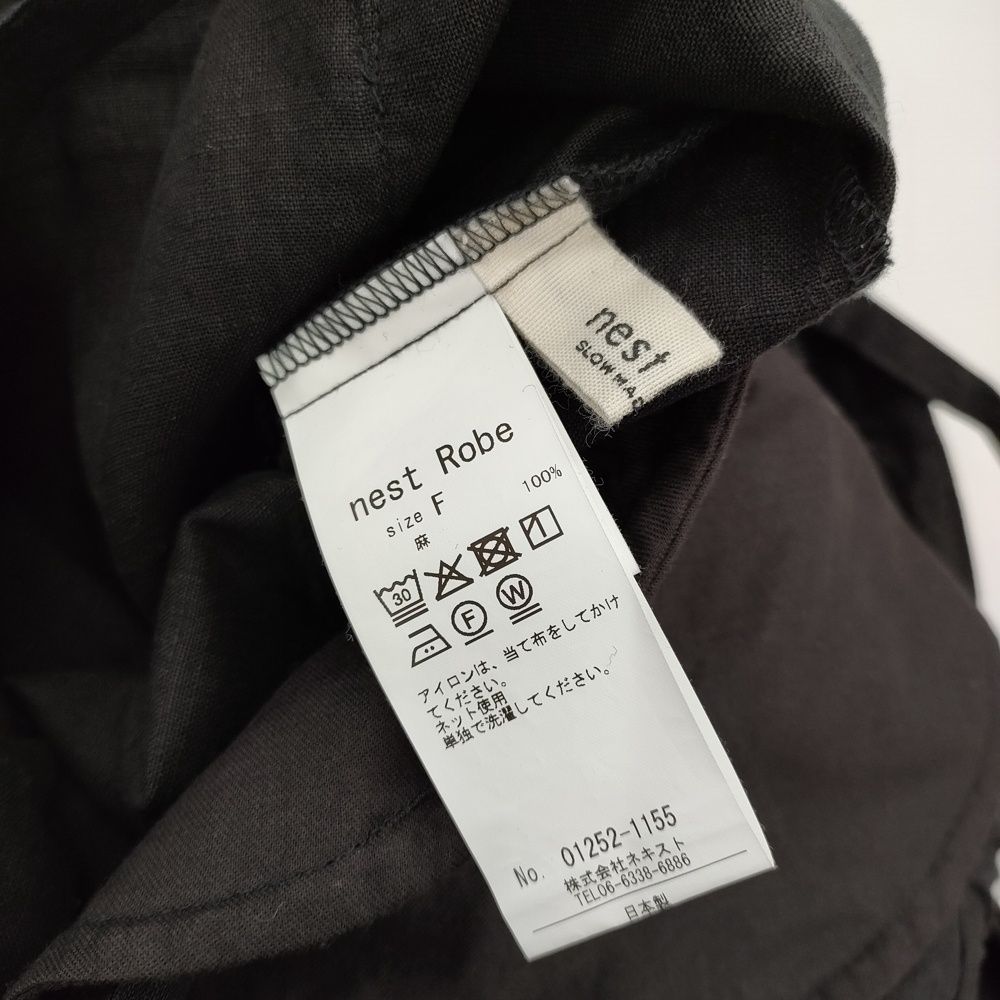 nest
SLOW MAD
nest Robe
size F
麻 100%
30
F W
アイロンは、当て布をしてかけ
てください。
ネット使用
単独で洗濯してください。
No. 01252-1155
株式会社ネキスト
TEL06-6338-6886
日本製